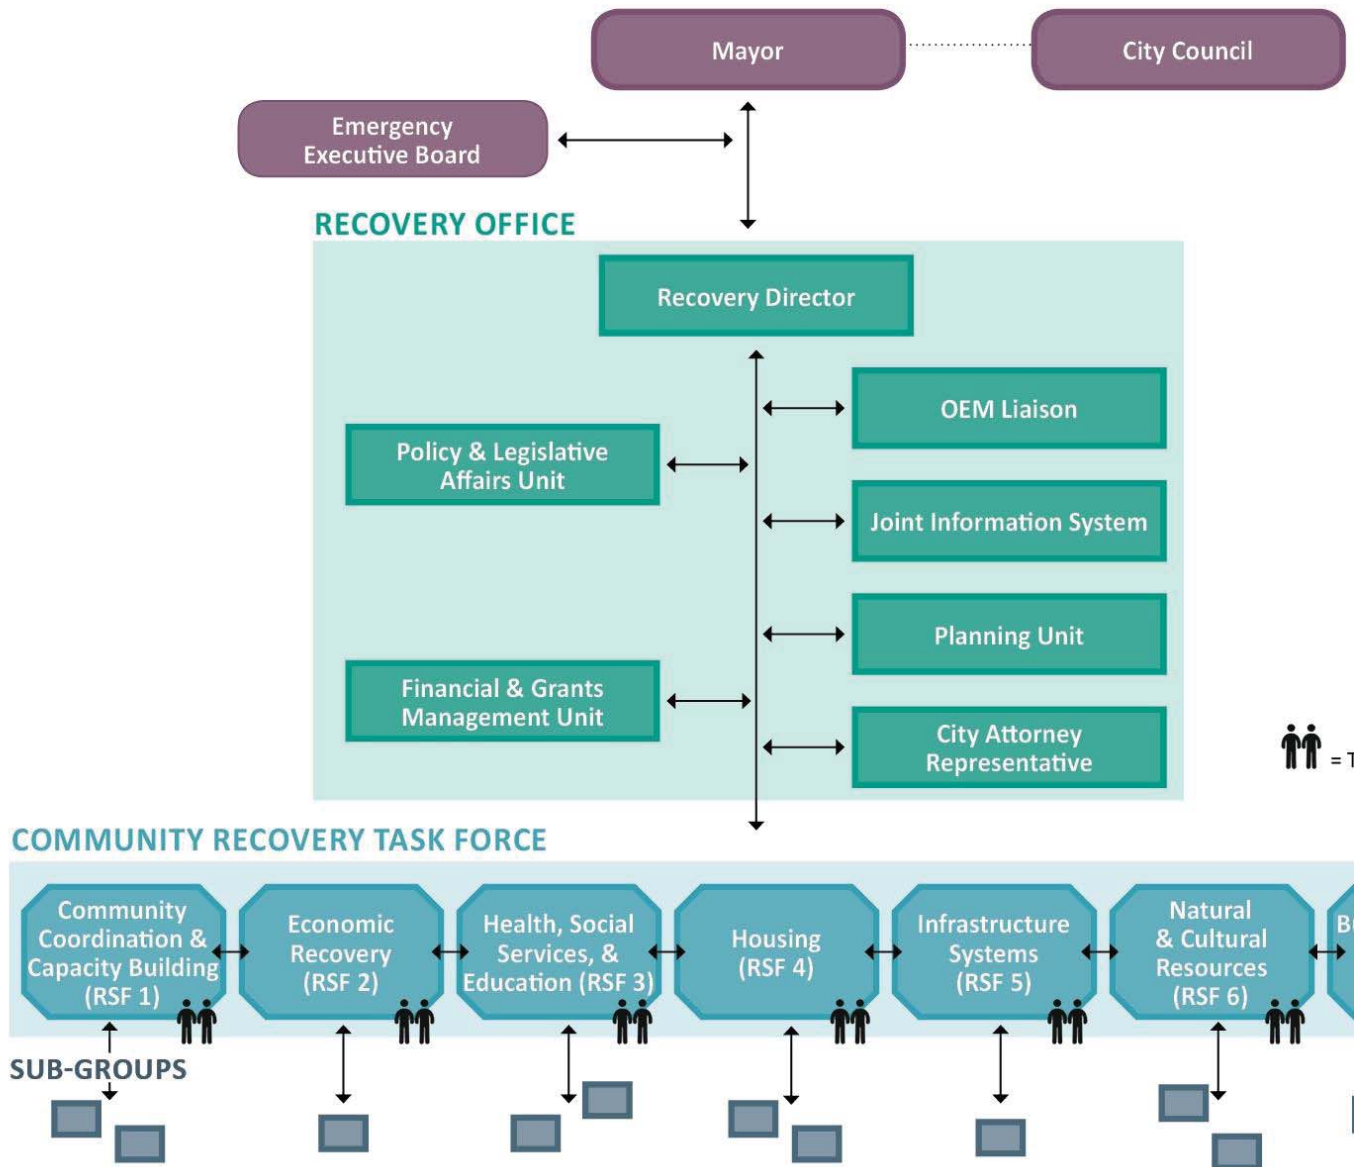 Mayor
City Council
Emergency
Executive Board
RECOVERY OFFICE
Recovery Director
OEM Liaison
Policy & Legislative
Affairs Unit
Joint Information System
Planning Unit
Financial & Grants
Management Unit
City Attorney
Representative
= T
COMMUNITY RECOVERY TASK FORCE
Community
Coordination &
Capacity Building
(RSF 1)
Economic
Recovery
(RSF 2)
Health, Social
Services, &
Education (RSF 3)
Housing
(RSF 4)
Infrastructure
Systems
(RSF 5)
Natural
& Cultural
Resources
(RSF 6)
SUB-GROUPS